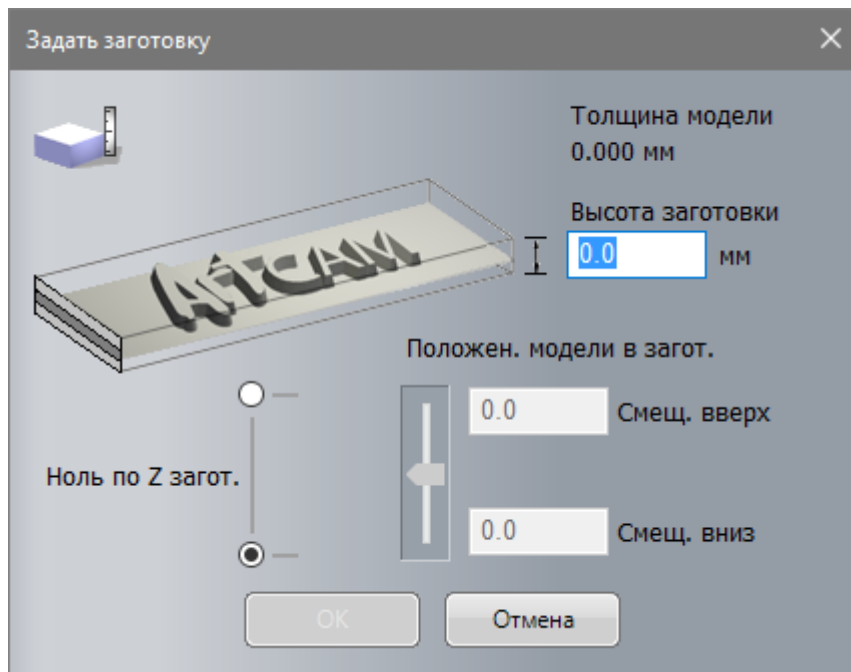 Задать заготовку
Толщина модели
0.000 мм
Высота заготовки
0.0 мм
ArTCAM
Положен. модели в загот.
0.0 Смещ. вверх
Ноль по Z загот.
0.0 Смещ. вниз
OK Отмена